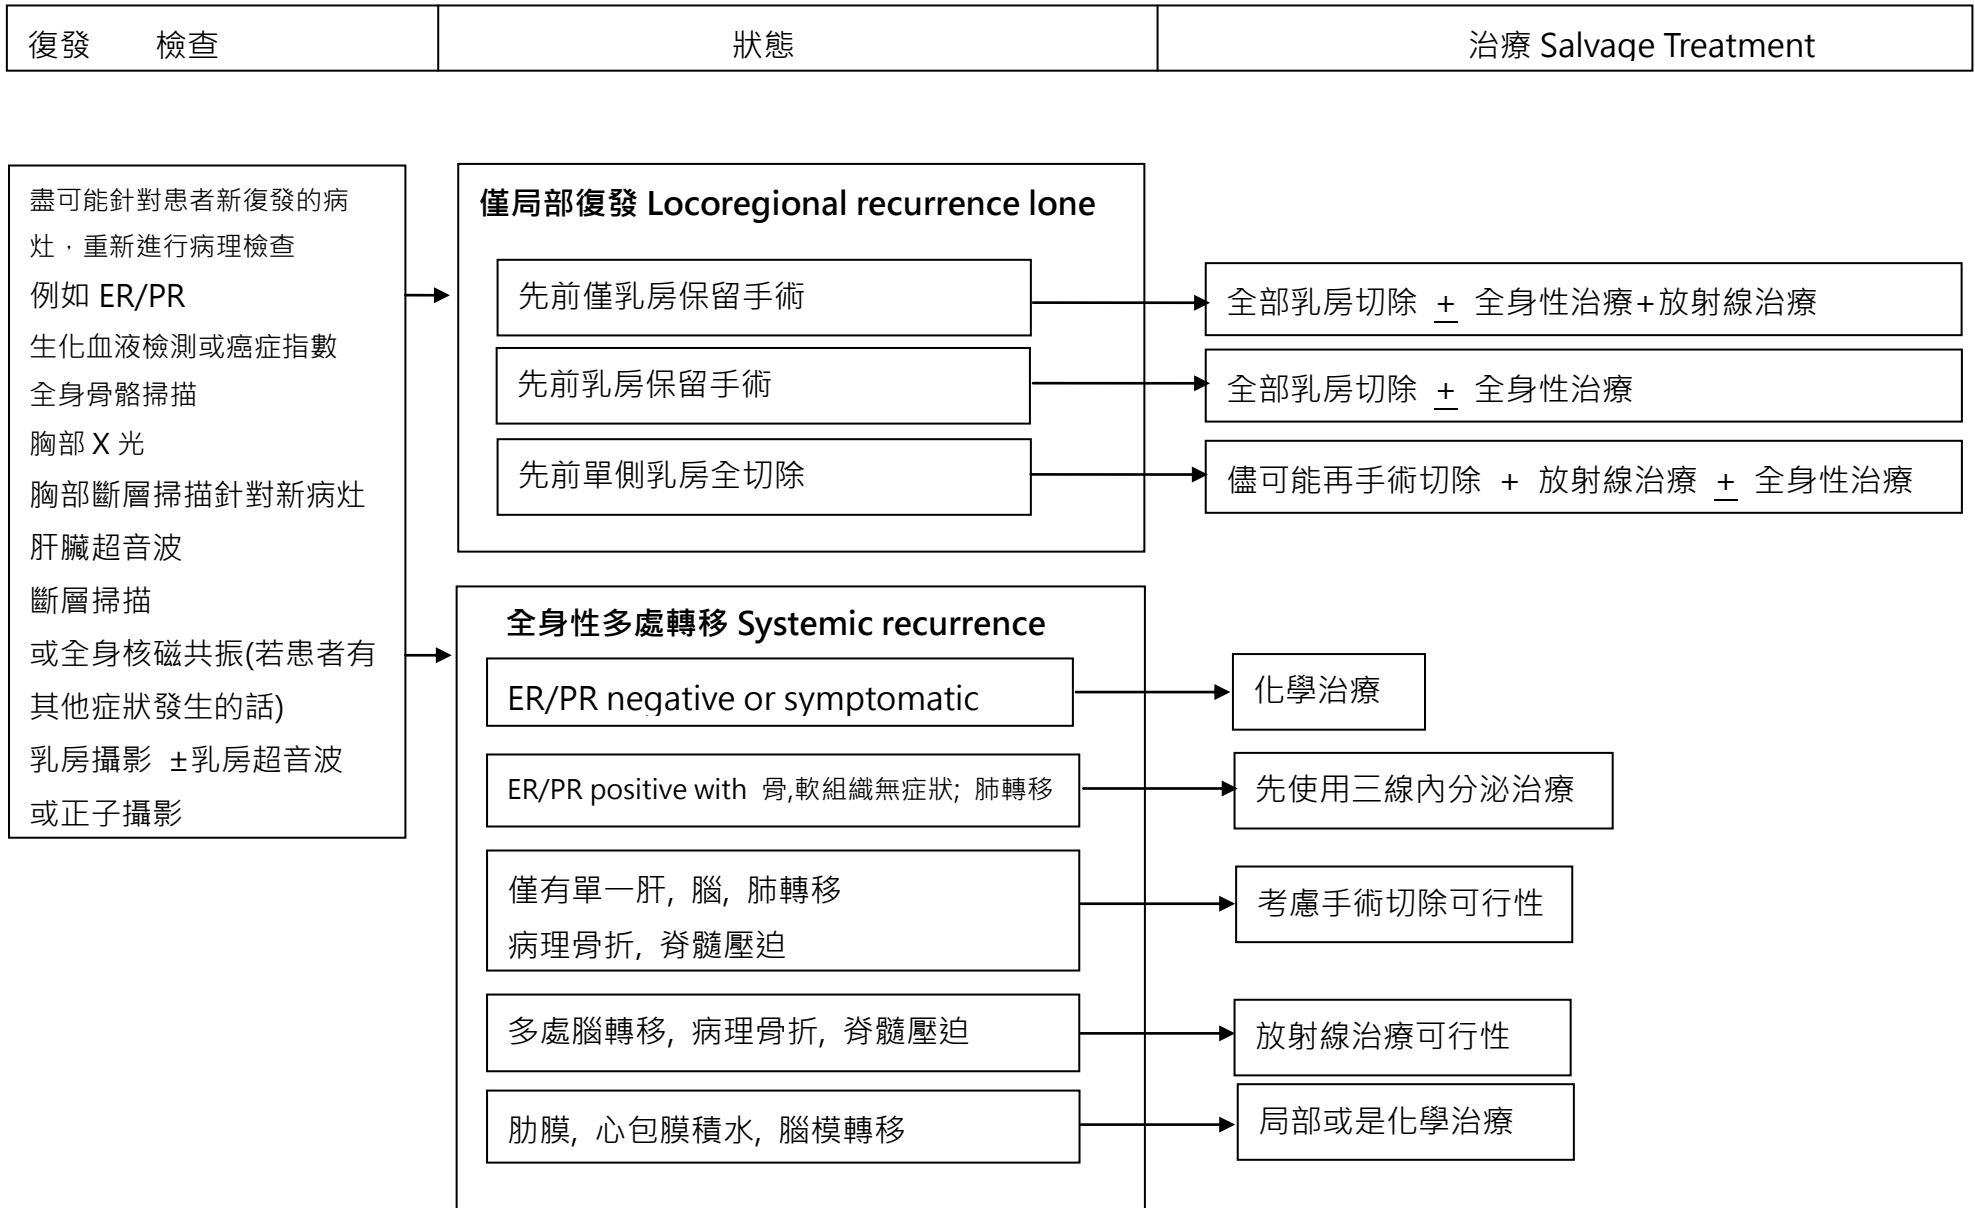 復發 檢查 狀態 治療 Salvage Treatment
盡可能針對患者新復發的病
灶，重新進行病理檢查
例如 ER/PR
生化血液檢測或癌症指數
全身骨骼掃描
胸部 X 光
胸部斷層掃描針對新病灶
肝臟超音波
斷層掃描
或全身核磁共振(若患者有
其他症狀發生的話)
乳房攝影 ±乳房超音波
或正子攝影
僅局部復發 Locoregional recurrence lone
先前僅乳房保留手術
全部乳房切除 + 全身性治療+放射線治療
先前乳房保留手術
全部乳房切除 + 全身性治療
先前單側乳房全切除
儘可能再手術切除 + 放射線治療 + 全身性治療
全身性多處轉移 Systemic recurrence
ER/PR negative or symptomatic
化學治療
ER/PR positive with 骨,軟組織無症狀; 肺轉移
先使用三線內分泌治療
僅有單一肝, 腦, 肺轉移
病理骨折, 脊髓壓迫
考慮手術切除可行性
多處腦轉移, 病理骨折, 脊髓壓迫
放射線治療可行性
肋膜, 心包膜積水, 腦模轉移
局部或是化學治療